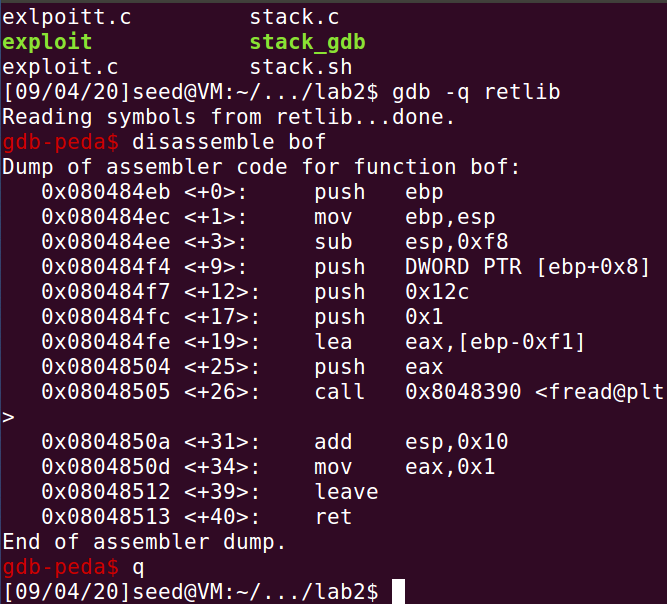 exlpoitt.c         stack.c
exploit            stack_gdb
exploit.c          stack.sh
[09/04/20]seed@VM:~/.../lab2$ gdb -q retlib
Reading symbols from retlib...done.
gdb-peda$ disassemble bof
Dump of assembler code for function bof:
   0x080484eb <+0>:     push   ebp
   0x080484ec <+1>:     mov    ebp,esp
   0x080484ee <+3>:     sub    esp,0xf8
   0x080484f4 <+9>:     push   DWORD PTR [ebp+0x8]
   0x080484f7 <+12>:    push   0x12c
   0x080484fc <+17>:    push   0x1
   0x080484fe <+19>:    lea    eax,[ebp-0xf1]
   0x08048504 <+25>:    push   eax
   0x08048505 <+26>:    call   0x8048390 <fread@plt
>
   0x0804850a <+31>:    add    esp,0x10
   0x0804850d <+34>:    mov    eax,0x1
   0x08048512 <+39>:    leave
   0x08048513 <+40>:    ret
End of assembler dump.
gdb-peda$ q
[09/04/20]seed@VM:~/.../lab2$